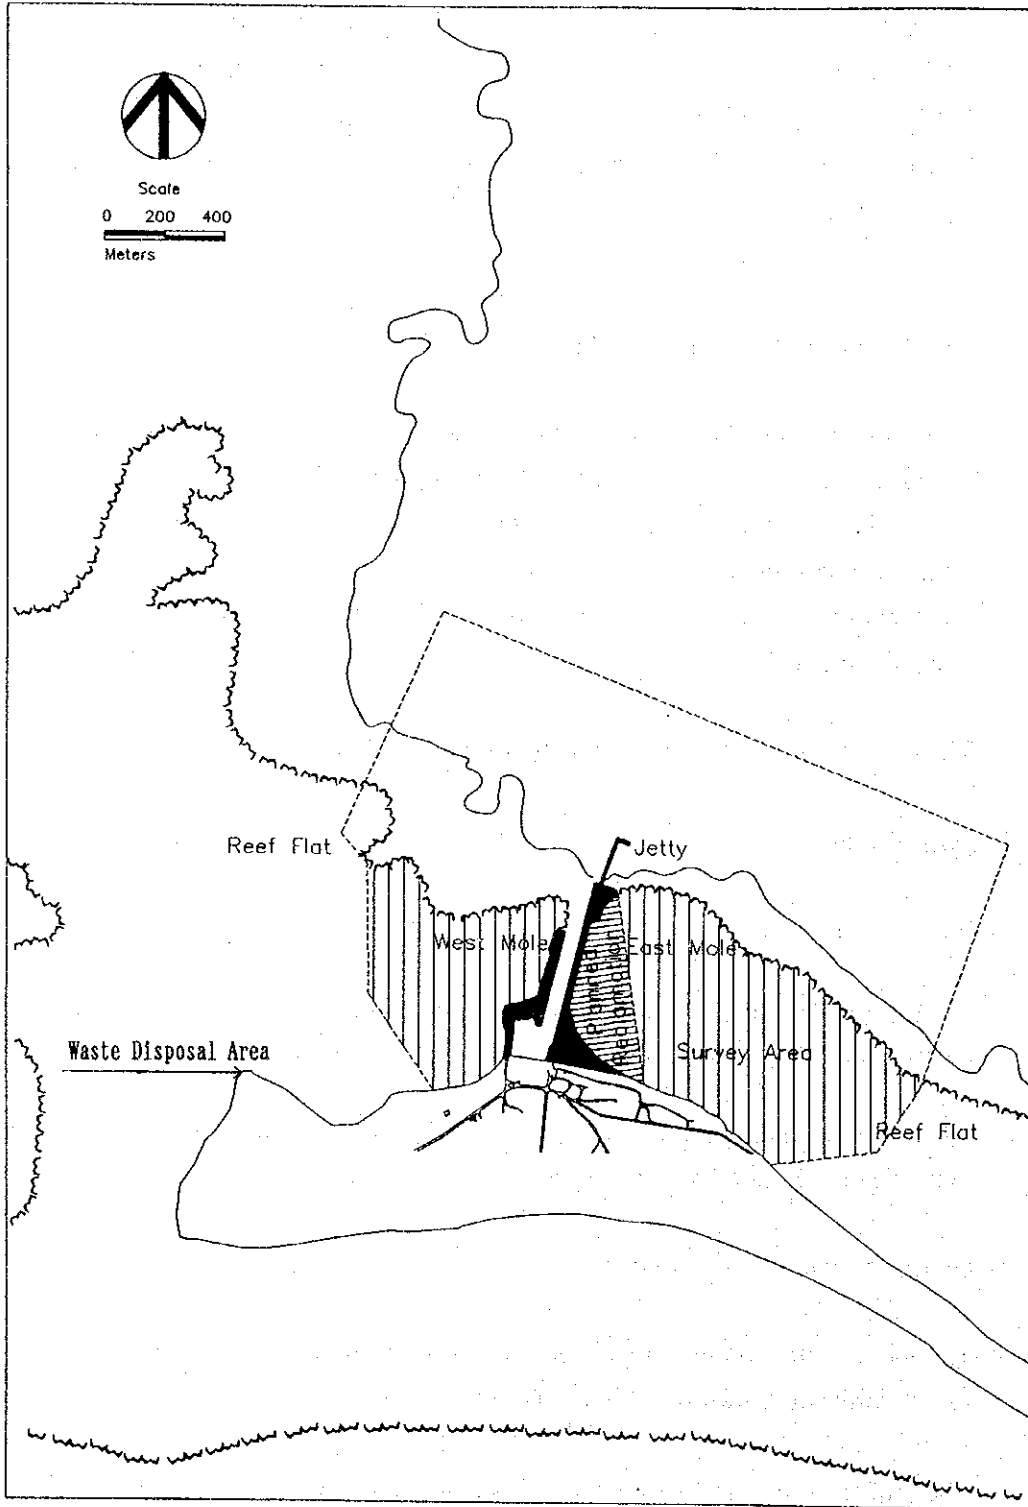 Scale
0 200 400
Meters
Reef Flat
Jetty
West Mole
East Mole
Reclamation
Survey Area
Waste Disposal Area
Reef Flat